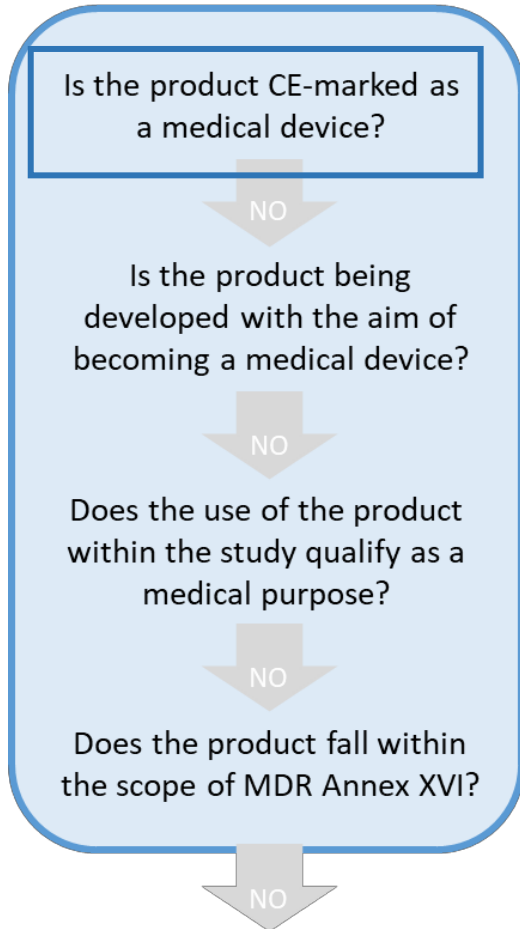 Is the product CE-marked as
a medical device?
NO
Is the product being
developed with the aim of
becoming a medical device?
NO
Does the use of the product
within the study qualify as a
medical purpose?
NO
Does the product fall within
the scope of MDR Annex XVI?
NO